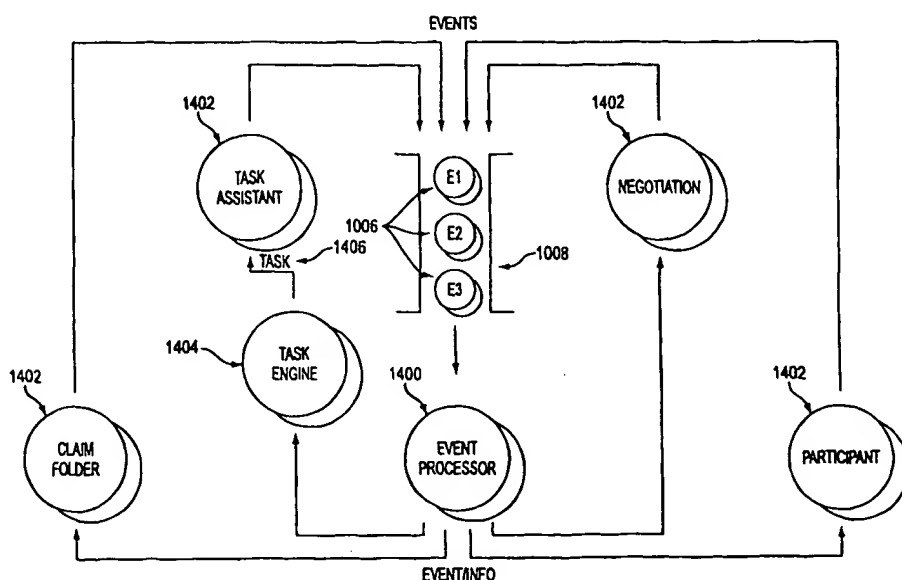 EVENTS
1402
TASK
ASSISTANT
1402
NEGOTIATION
E1
E2
E3
1006
1008
TASK
1406
1404
TASK
ENGINE
1402
CLAIM
FOLDER
1400
EVENT
PROCESSOR
1402
PARTICIPANT
EVENT/INFO